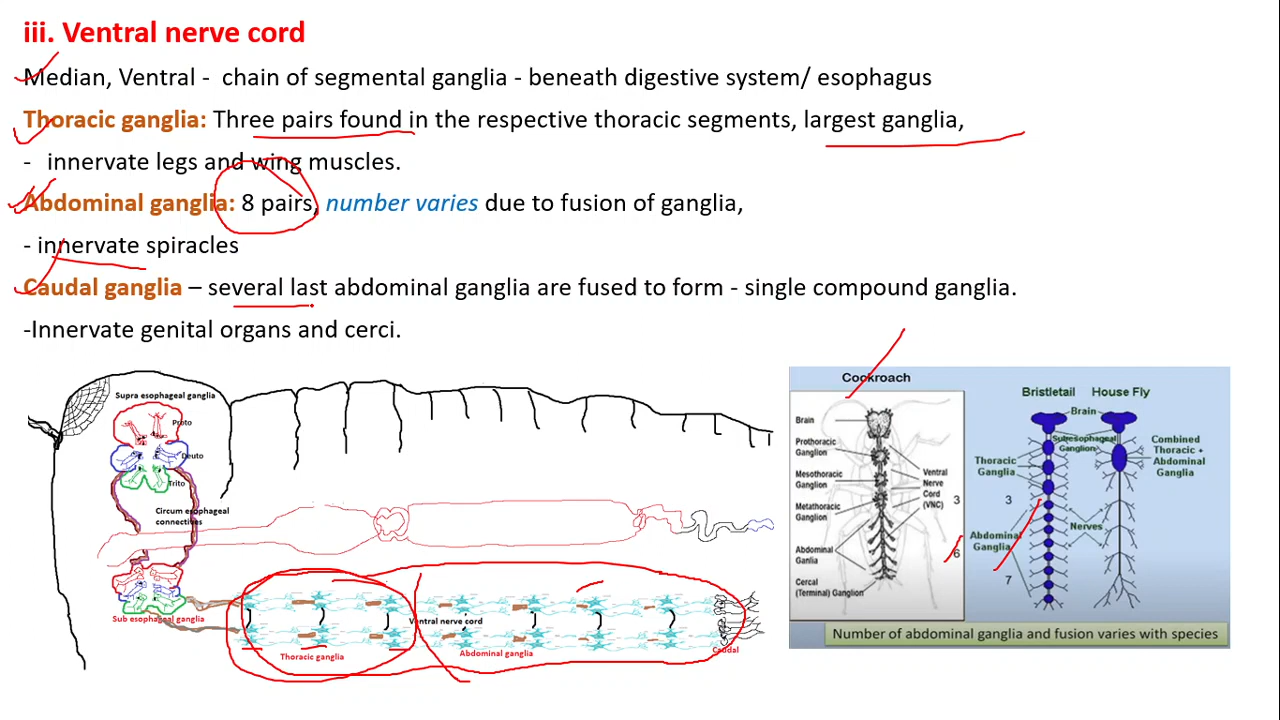 iii. Ventral nerve cord
Median, Ventral - chain of segmental ganglia - beneath digestive system/ esophagus
Thoracic ganglia: Three pairs found in the respective thoracic segments, largest ganglia,
- innervate legs and wing muscles.
Abdominal ganglia: 8 pairs, number varies due to fusion of ganglia,
- innervate spiracles
Caudal ganglia – several last abdominal ganglia are fused to form - single compound ganglia.
-Innervate genital organs and cerci.
Supra esophageal ganglia
Proto
Deuto
Trito
Circum esophageal
connectives
Sub esophageal ganglia
Ventral nerve cord
Thoracic ganglia
Abdominal ganglia
Caudal
Cockroach
Brain
Prothoracic
Ganglion
Mesothoracic
Ganglion
Metathoracic
Ganglion
Abdominal
Ganlia
Cercal
(Terminal) Ganglion
Ventral
Nerve
Cord
(VNC)
3
6
Bristletail
House Fly
Brain
Subesophageal
Ganglion
Thoracic
Ganglia
3
Abdominal
Ganglia
7
Nerves
Combined
Thoracic +
Abdominal
Ganglia
Number of abdominal ganglia and fusion varies with species